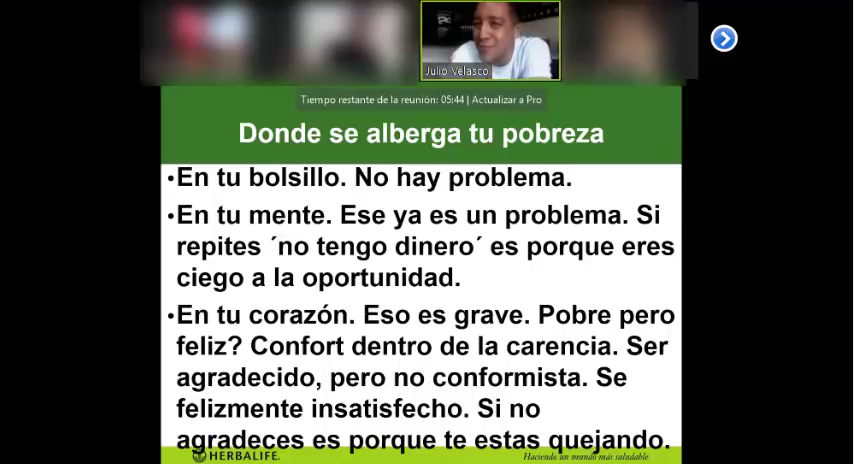 Julio Velasco
Tiempo restante de la reunión: 05:44 | Actualizar a Pro
Donde se alberga tu pobreza
•En tu bolsillo. No hay problema.
•En tu mente. Ese ya es un problema. Si
repites ´no tengo dinero´ es porque eres
ciego a la oportunidad.
•En tu corazón. Eso es grave. Pobre pero
feliz? Confort dentro de la carencia. Ser
agradecido, pero no conformista. Se
felizmente insatisfecho. Si no
agradeces es porque te estas quejando.
HERBALIFE.
Haciendo un mundo más saludable.